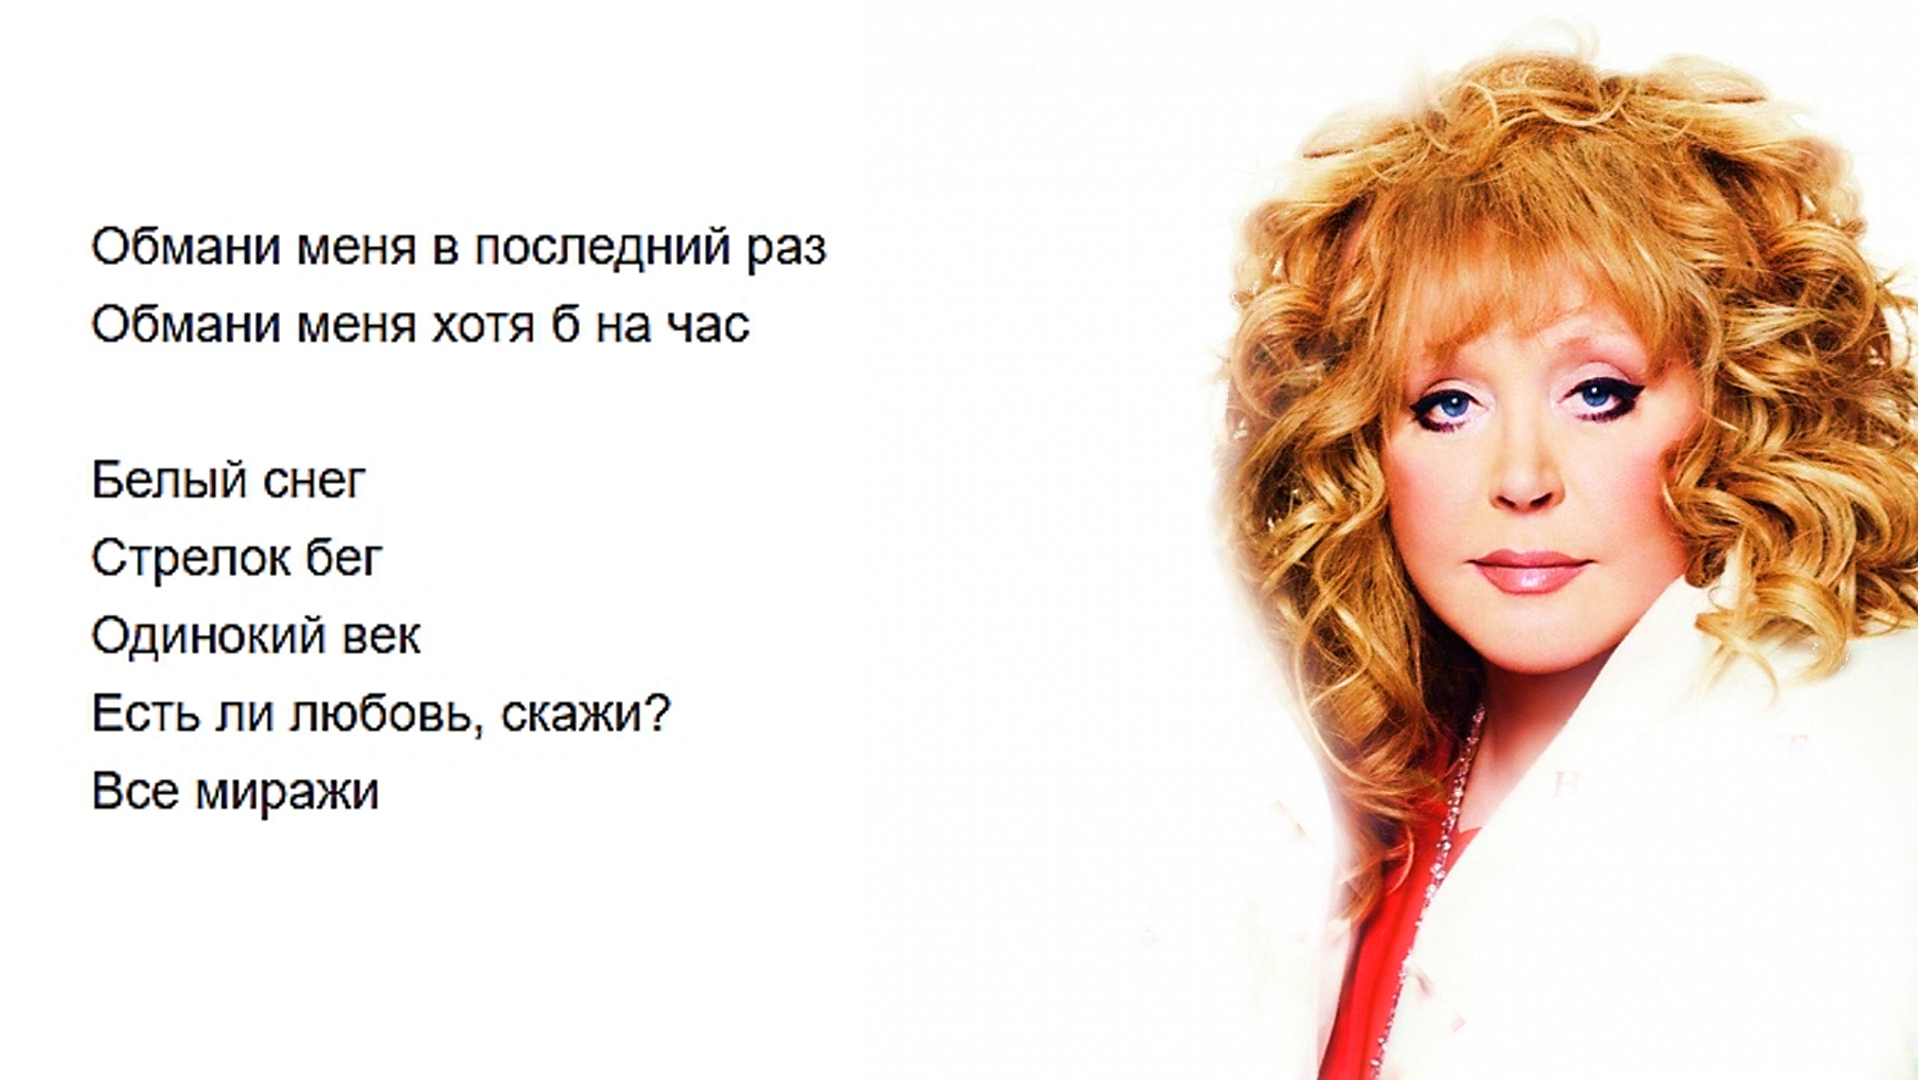 Обмани меня в последний раз
Обмани меня хотя б на час
Белый снег
Стрелок бег
Одинокий век
Есть ли любовь, скажи?
Все миражи